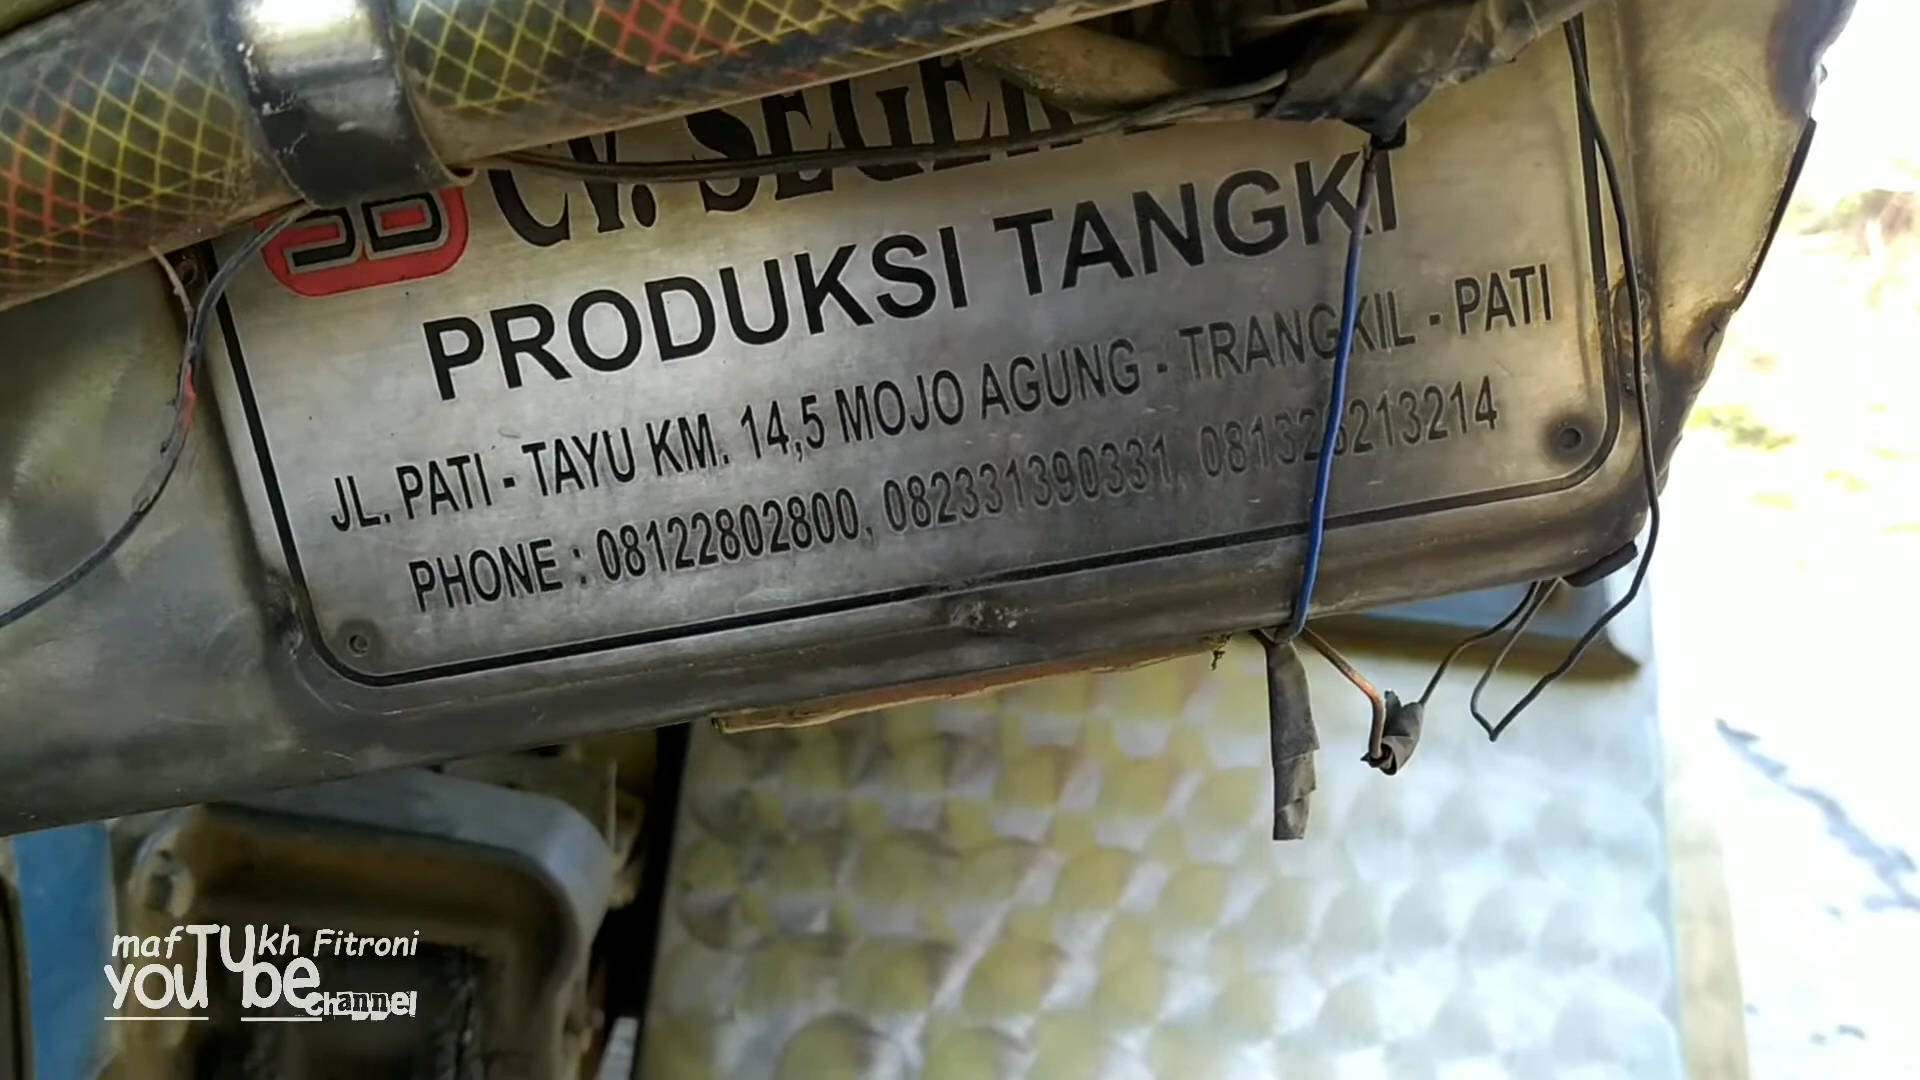 SB CV.
PRODUKSI TANGKI
JL. PATI - TAYU KM. 14,5 MOJO AGUNG - TRANGKIL - PATI
PHONE : 08122802800, 082331390331,
mafTUkh Fitroni
YouTube channel